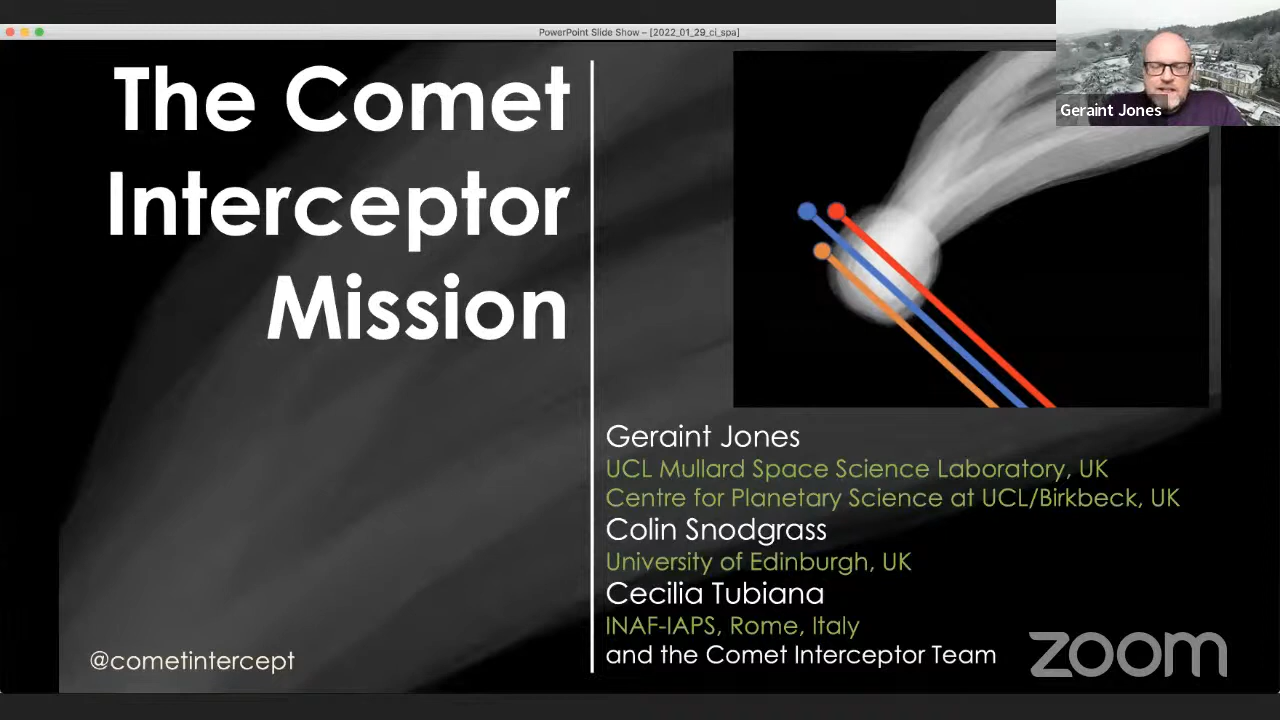 PowerPoint Slide Show – [2022_01_29_ci_spa]
The Comet
Interceptor
Mission
Geraint Jones
Geraint Jones
UCL Mullard Space Science Laboratory, UK
Centre for Planetary Science at UCL/Birkbeck, UK
Colin Snodgrass
University of Edinburgh, UK
Cecilia Tubiana
INAF-IAPS, Rome, Italy
and the Comet Interceptor Team
@cometintercept
zoom